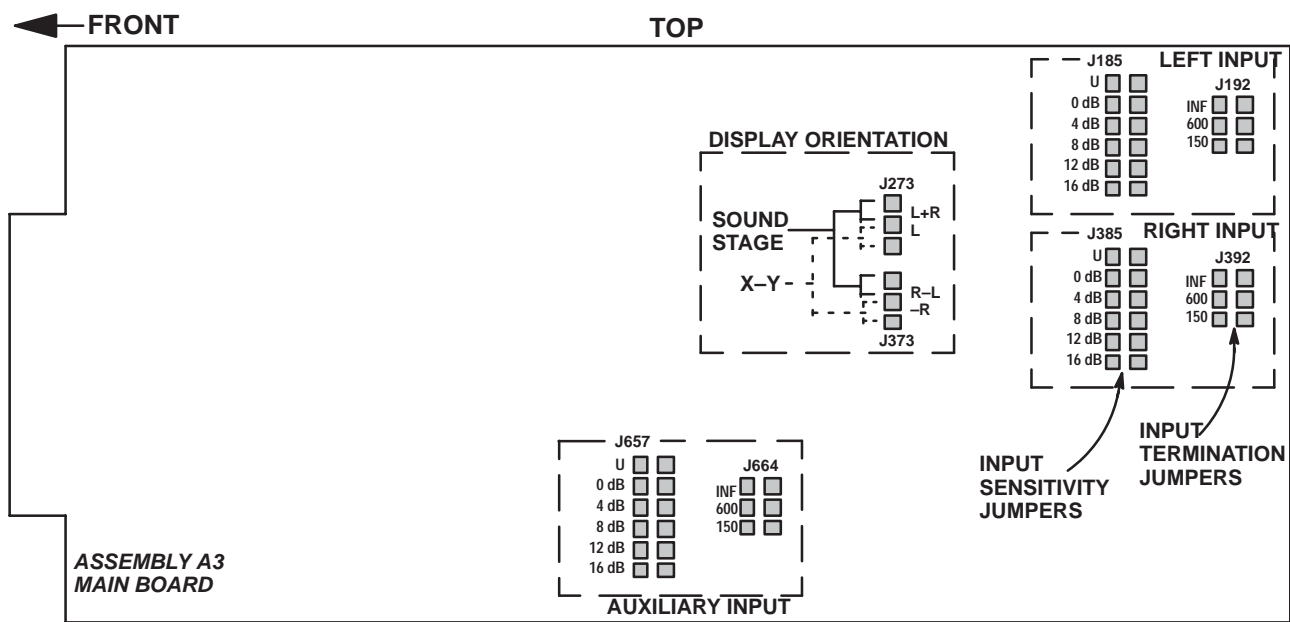 FRONT
TOP
LEFT INPUT
J185
U
0 dB
4 dB
8 dB
12 dB
16 dB
J192
INF
600
150
DISPLAY ORIENTATION
J273
SOUND
STAGE
L+R
L
X–Y
R–L
–R
J373
RIGHT INPUT
J385
U
0 dB
4 dB
8 dB
12 dB
16 dB
J392
INF
600
150
INPUT
SENSITIVITY
JUMPERS
INPUT
TERMINATION
JUMPERS
J657
U
0 dB
4 dB
8 dB
12 dB
16 dB
J664
INF
600
150
AUXILIARY INPUT
ASSEMBLY A3
MAIN BOARD